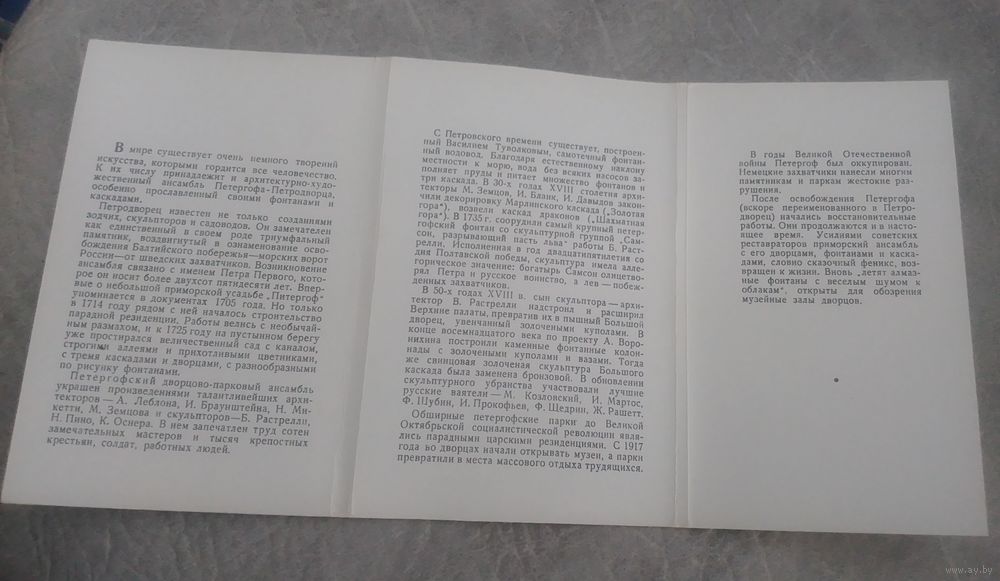 В мире существует очень немного творений
искусства, которыми гордится все человечество.
К их числу принадлежит и архитектурно-худо-
жественный ансамбль Петергофа-Петродворца,
особенно прославленный своими фонтанами и
каскадами.
Петродворец известен не только созданиями
зодчих, скульпторов и садоводов. Он замечателен
как единственный в своем роде триумфальный
памятник, воздвигнутый в ознаменование осво-
бождения Балтийского побережья—морских ворот
России—от шведских захватчиков. Возникновение
ансамбля связано с именем Петра Первого, кото-
рое он носит более двухсот пятидесяти лет. Впер-
вые о небольшой приморской усадьбе „Питергоф"
упоминается в документах 1705 года. Но только
в 1714 году рядом с ней началось строительство
парадной резиденции. Работы велись с необычай-
ным размахом, и к 1725 году на пустынном берегу
уже простирался величественный сад с каналом,
строгими аллеями и прихотливыми цветниками,
с тремя каскадами и дворцами, с разнообразными
по рисунку фонтанами.
Петергофский дворцово-парковый ансамбль
украшен произведениями талантливейших архи-
текторов — А. Леблона, И. Браунштейна, Н. Ми-
кетти, М. Земцова и скульпторов—Б. Растрелли,
Н. Пино, К. Оснера. В нем запечатлен труд сотен
замечательных мастеров и тысяч крепостных
крестьян, солдат, работных людей.
С Петровского времени существует, построен-
ный Василием Туволковым, самотечный фонтан-
ный водовод. Благодаря естественному наклону
местности к морю, вода без всяких насосов за-
полняет пруды и питает множество фонтанов и
три каскада. В 30-х годах XVIII столетия архи-
текторы М. Земцов, И. Бланк, И. Давыдов закон-
чили декорировку Марлинского каскада („Золотая
гора"), возвели каскад драконов („Шахматная
гора"). В 1735 г. соорудили самый крупный петер-
гофский фонтан со скульптурной группой „Сам-
сон, разрывающий пасть льва" работы Б. Раст-
релли. Исполненная в год двадцатипятилетия со
дня Полтавской победы, скульптура имела алле-
горическое значение: богатырь Самсон олицетво-
рял Петра и русское воинство, а лев — побеж-
денных захватчиков.
В 50-х годах XVIII в. сын скульптора — архи-
тектор В. Растрелли надстроил и расширил
Верхние палаты, превратив их в пышный Большой
дворец, увенчанный золочеными куполами. В
конце восемнадцатого века по проекту А. Воро-
нихина построили каменные фонтанные колон-
нады с золочеными куполами и вазами. Тогда
же свинцовая золоченая скульптура Большого
каскада была заменена бронзовой. В обновлении
скульптурного убранства участвовали лучшие
русские ваятели — М. Козловский, И. Мартос,
Ф. Шубин, И. Прокофьев, Ф. Щедрин, Ж. Рашетт.
Обширные петергофские парки до Великой
Октябрьской социалистической революции явля-
лись парадными царскими резиденциями. С 1917
года во дворцах начали открывать музеи, а парки
превратили в места массового отдыха трудящихся.
В годы Великой Отечественной
войны Петергоф был оккупирован.
Немецкие захватчики нанесли многим
памятникам и паркам жестокие раз-
рушения.
После освобождения Петергофа
(вскоре переименованного в Петро-
дворец) начались восстановительные
работы. Они продолжаются и в насто-
ящее время. Усилиями советских
реставраторов приморский ансамбль
с его дворцами, фонтанами и каска-
дами, словно сказочный феникс, воз-
вращен к жизни. Вновь „летят алмаз-
ные фонтаны с веселым шумом к
облакам", открыты для обозрения
музейные залы дворцов.
www.ay.by